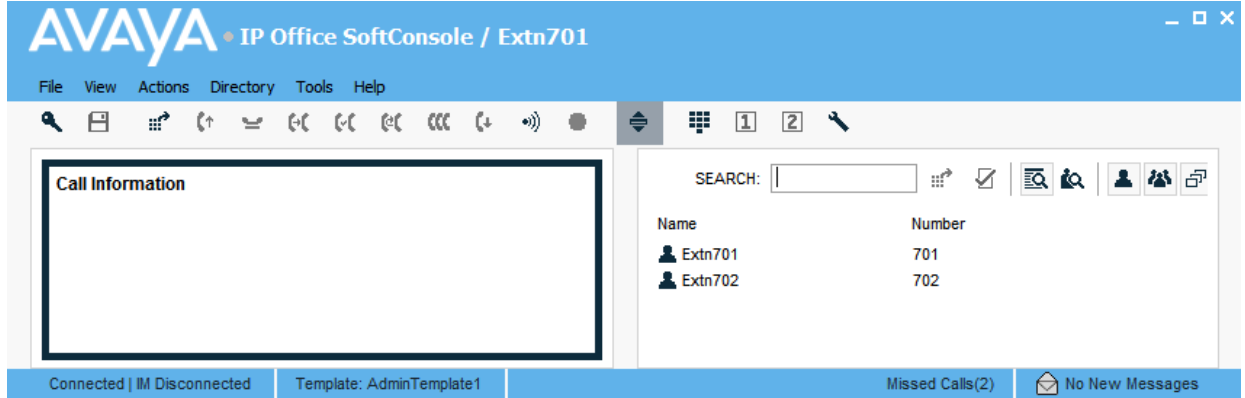 AVAYA • IP Office SoftConsole / Extn701
File View Actions Directory Tools Help
1 2
Call Information
SEARCH:
Name Number
Extn701 701
Extn702 702
Connected | IM Disconnected Template: AdminTemplate1 Missed Calls(2) No New Messages